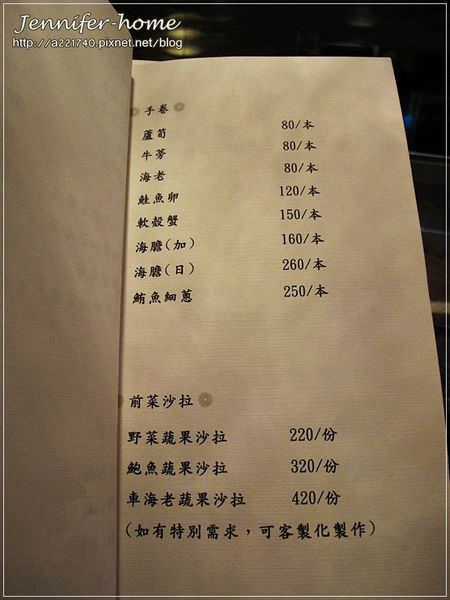 Jennifer-home
http://a221740.pixnet.net/blog
手卷
蘆筍 80/本
牛蒡 80/本
海老 80/本
鮭魚卵 120/本
軟殼蟹 150/本
海膽(加) 160/本
海膽(日) 260/本
鮪魚細蔥 250/本
前菜沙拉
野菜蔬果沙拉 220/份
鮑魚蔬果沙拉 320/份
車海老蔬果沙拉 420/份
(如有特別需求，可客製化製作)